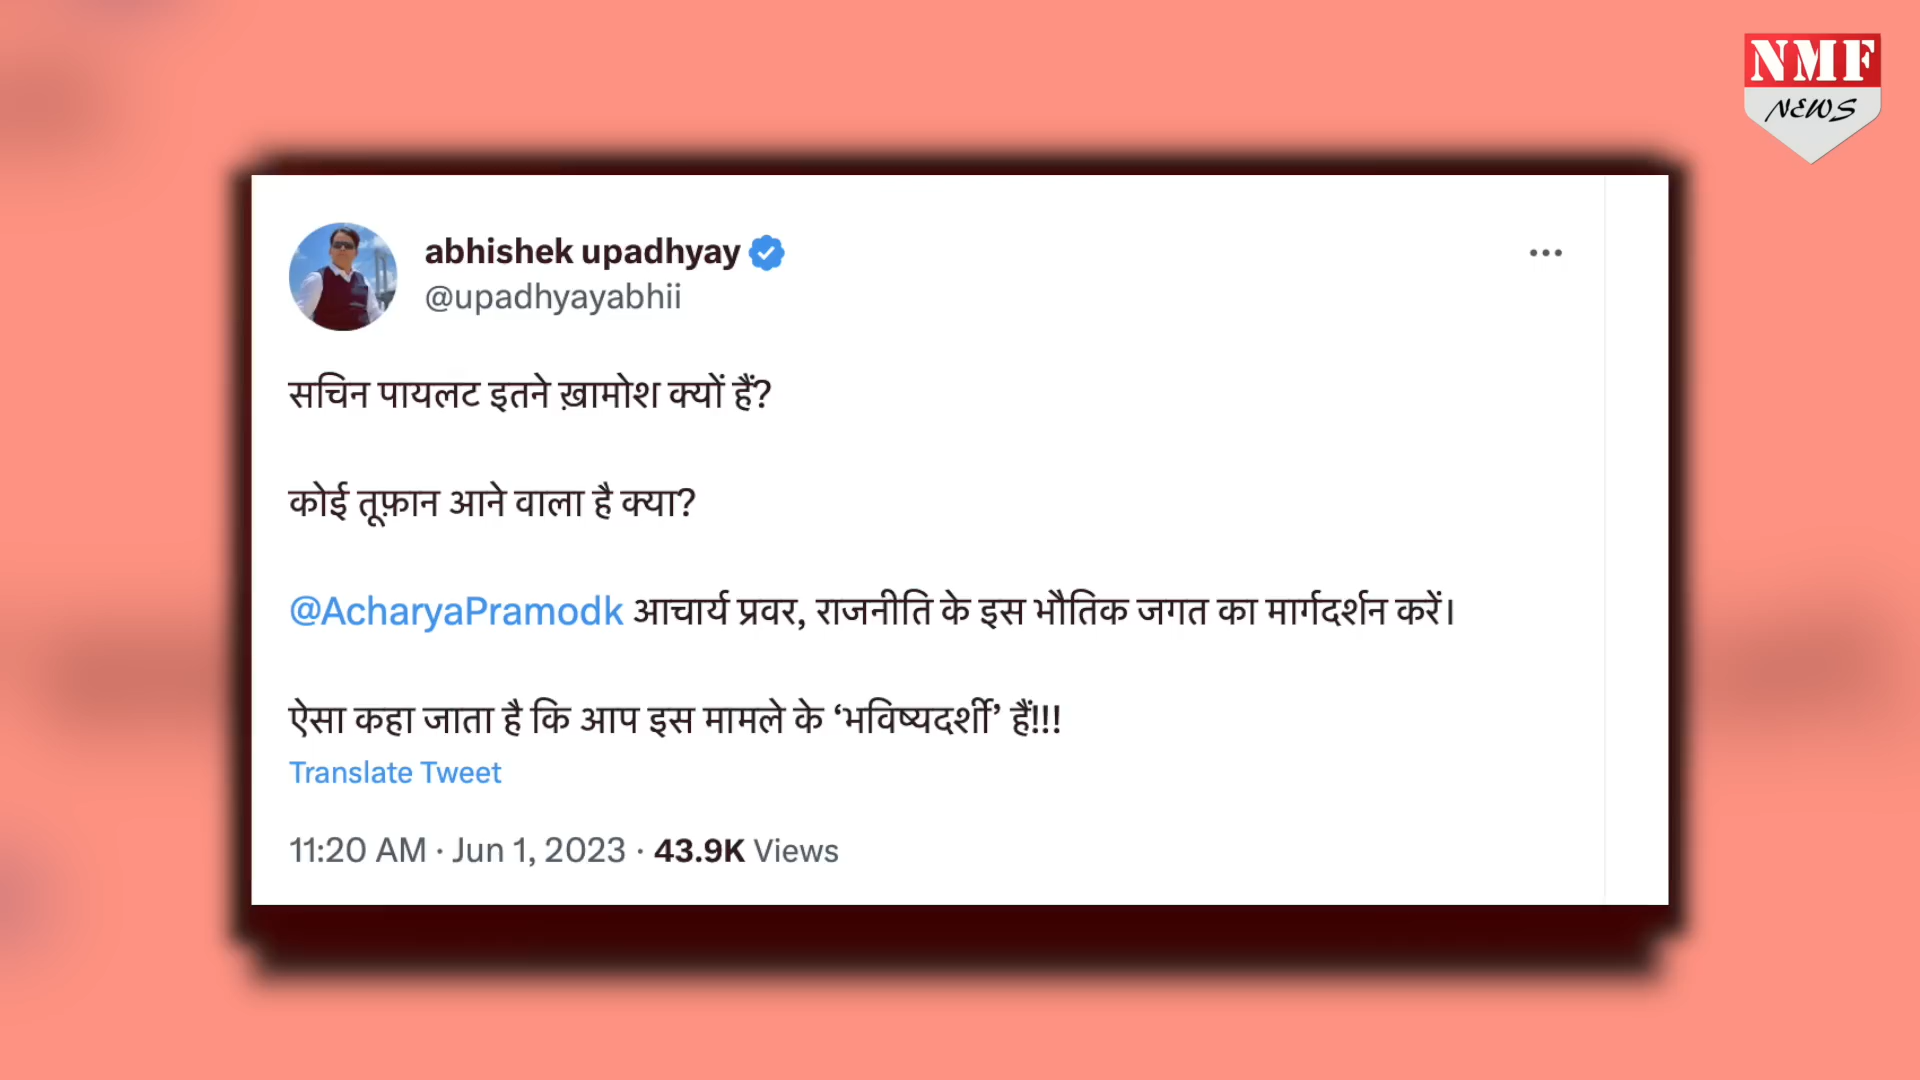 NMF
NEWS
abhishek upadhyay
@upadhyayabhii
सचिन पायलट इतने ख़ामोश क्यों हैं?
कोई तूफ़ान आने वाला है क्या?
@AcharyaPramodk आचार्य प्रवर, राजनीति के इस भौतिक जगत का मार्गदर्शन करें।
ऐसा कहा जाता है कि आप इस मामले के ‘भविष्यदर्शी’ हैं!!!
Translate Tweet
11:20 AM · Jun 1, 2023 · 43.9K Views